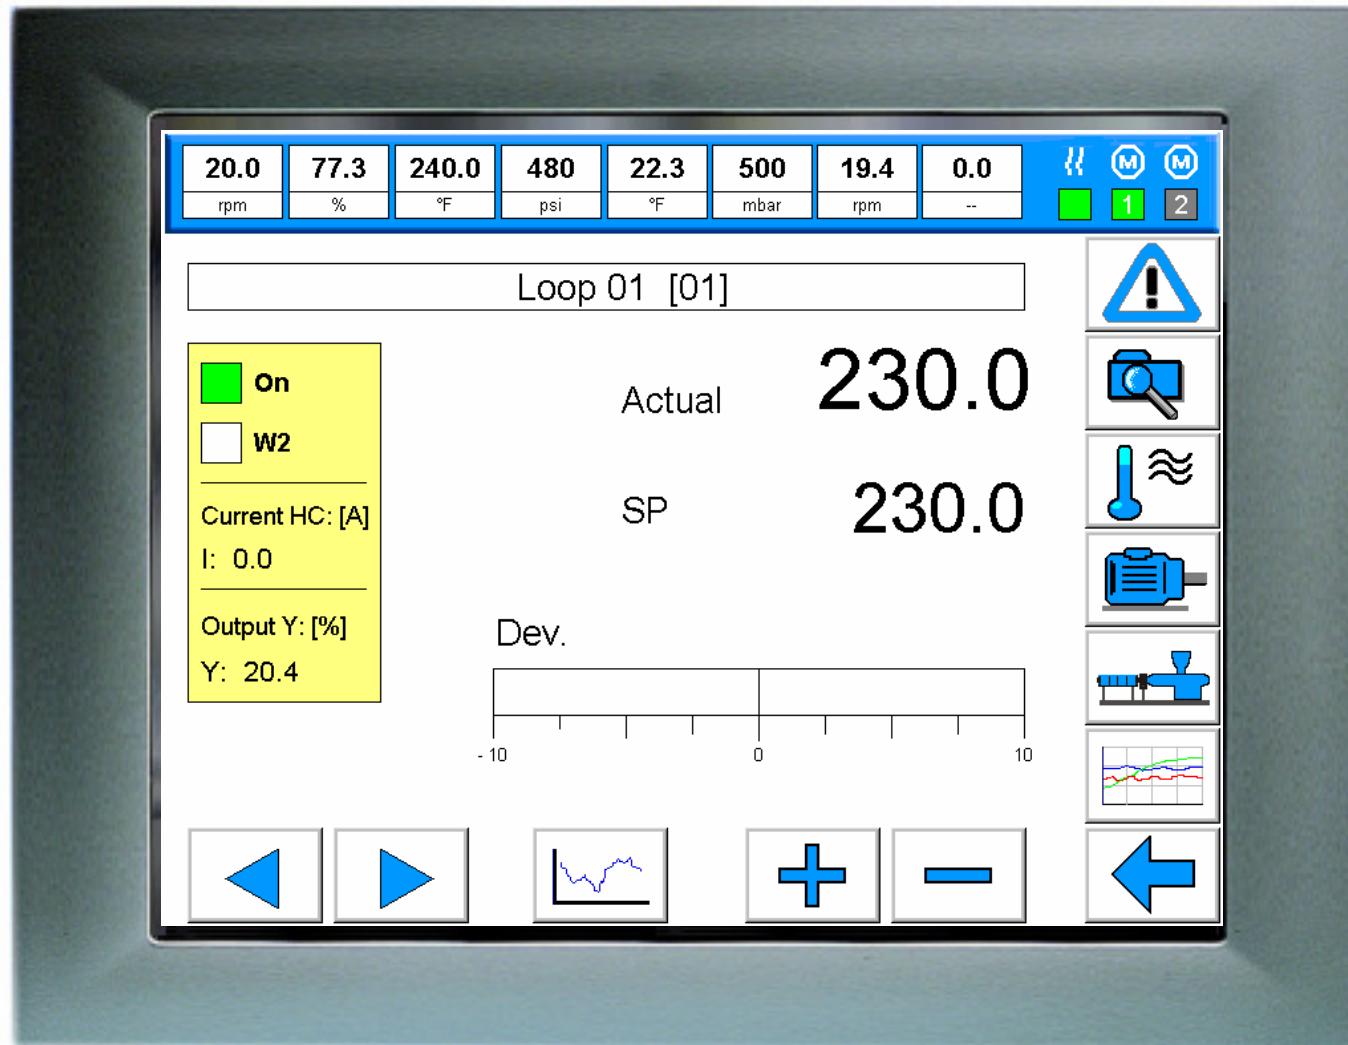 20.0 77.3 240.0 480 22.3 500 19.4 0.0
rpm % °F psi °F mbar rpm --
M M
1 2
Loop 01 [01]
On
W2
Current HC: [A]
I: 0.0
Output Y: [%]
Y: 20.4
Actual 230.0
SP 230.0
Dev.
- 10 0 10